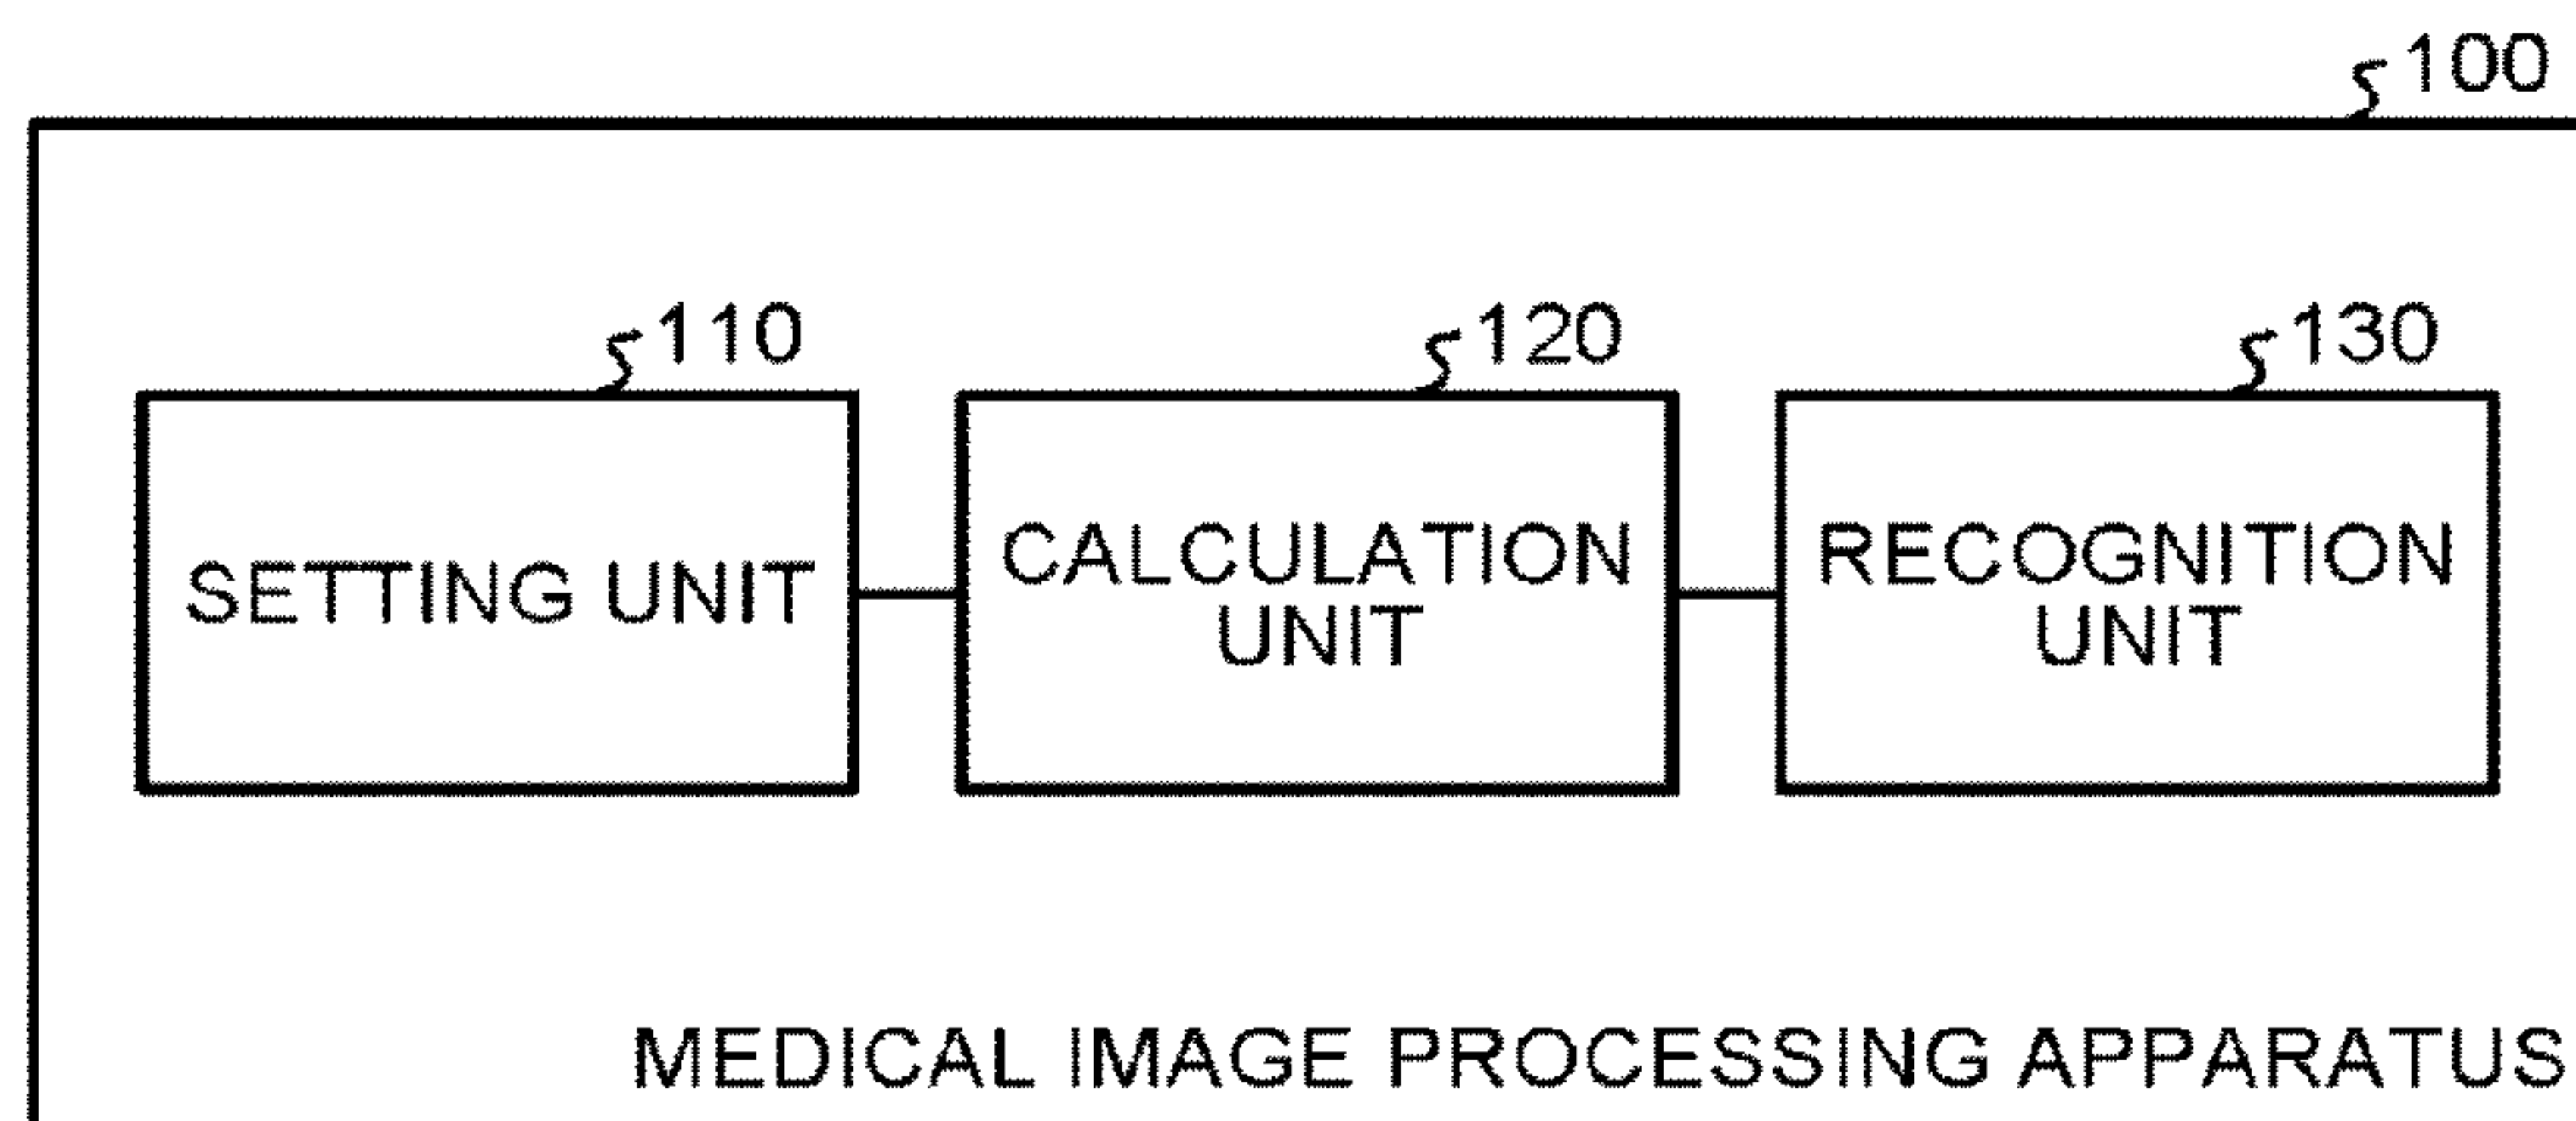 100
110
120
130
SETTING UNIT
CALCULATION
UNIT
RECOGNITION
UNIT
MEDICAL IMAGE PROCESSING APPARATUS